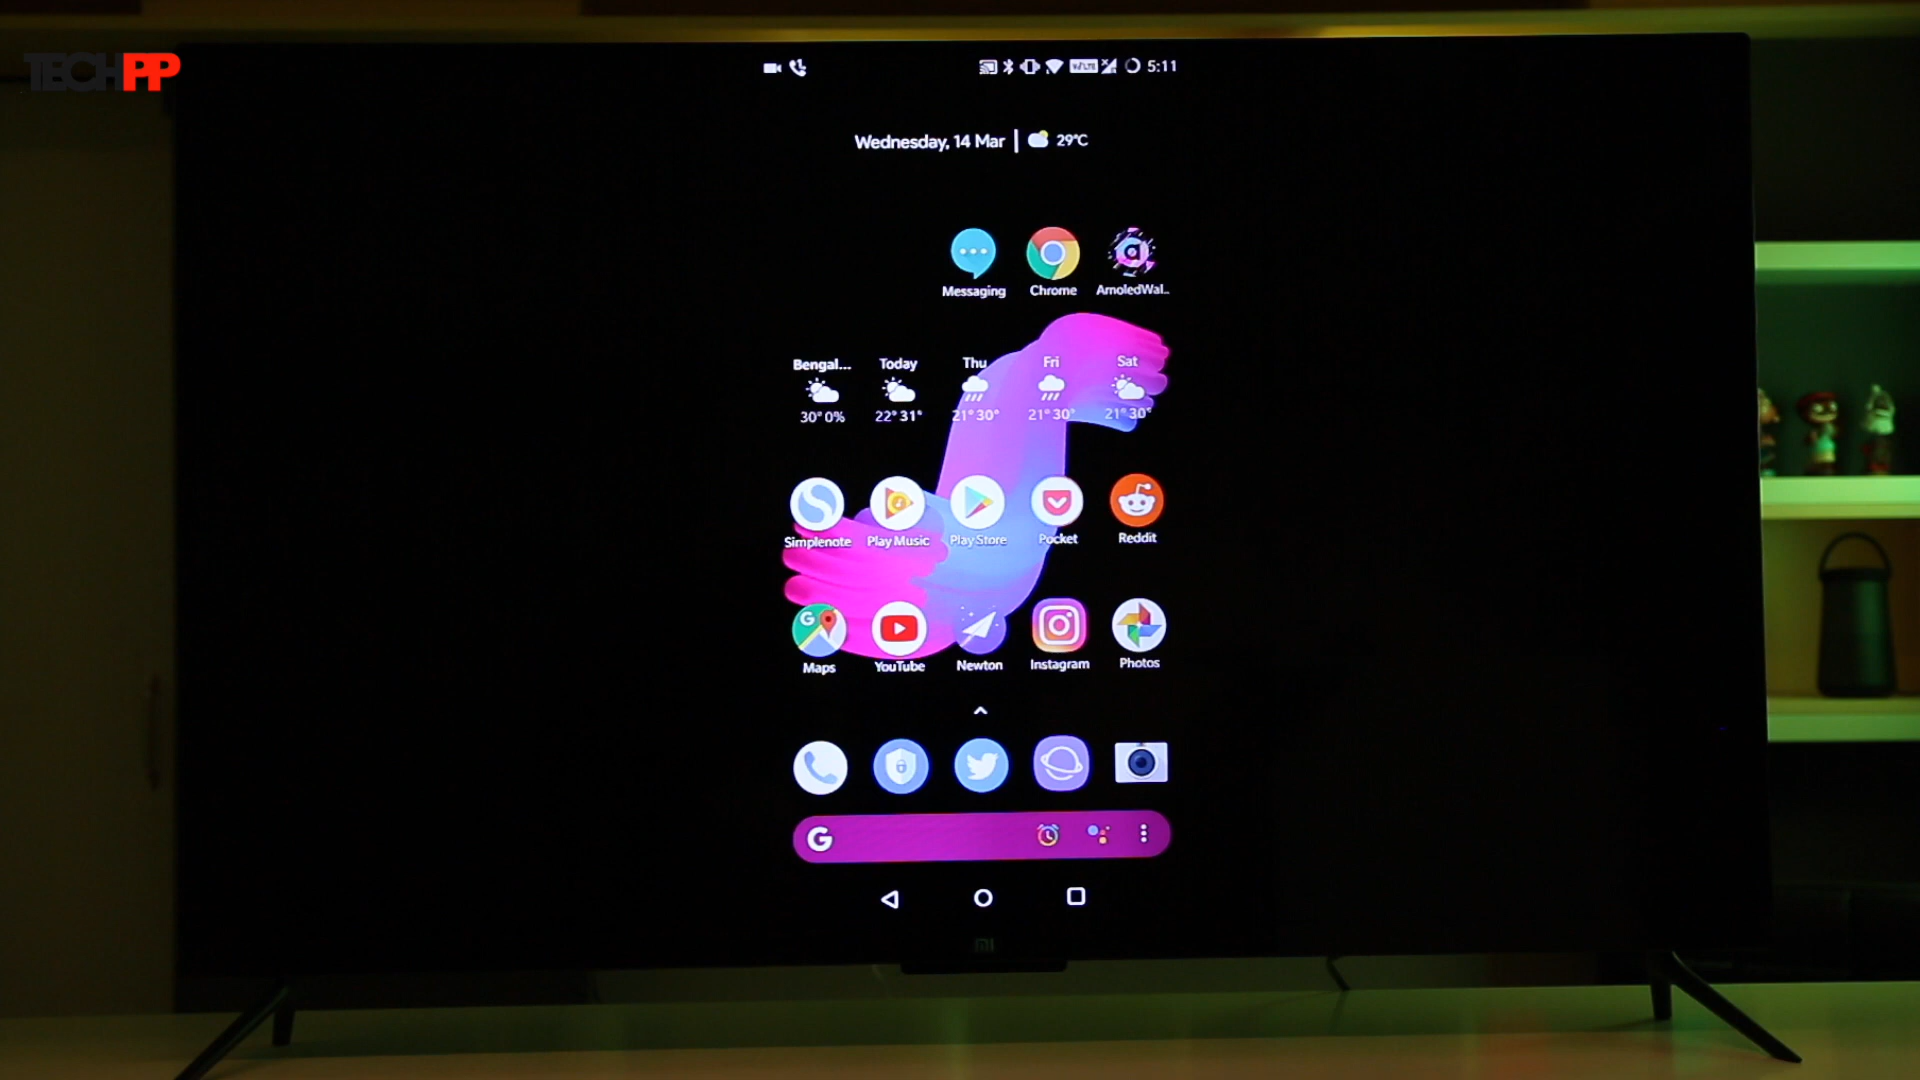 TECHPP
5:11
Wednesday, 14 Mar | 29°C
Messaging Chrome AmoledWal..
Bengal... Today Thu Fri Sat
30° 0% 22° 31° 21° 30° 21° 30° 21° 30°
Simplenote Play Music Play Store Pocket Reddit
G
Maps YouTube Newton Instagram Photos
G
MI